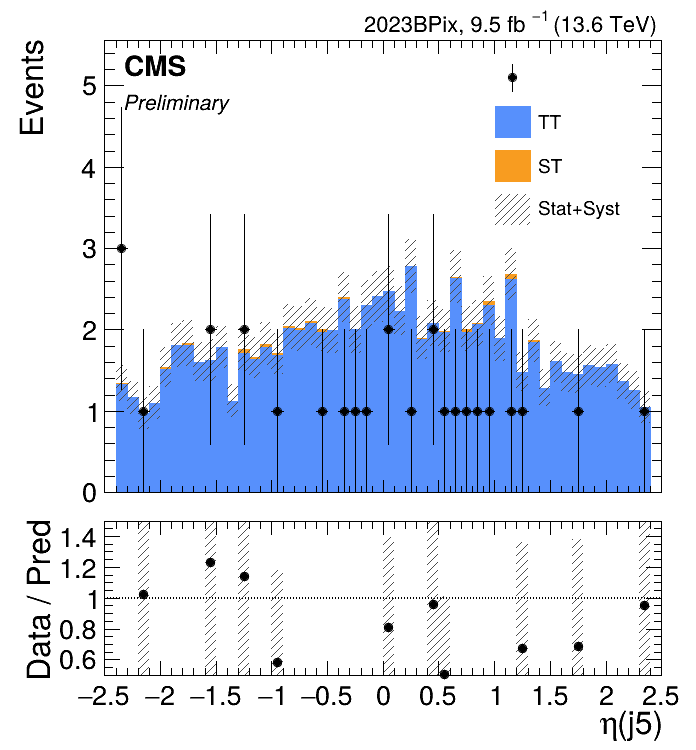 2023BPix, 9.5 fb⁻¹ (13.6 TeV)
CMS
Preliminary
TT
ST
Stat+Syst
Events
5
4
3
2
1
0
Data / Pred
1.4
1.2
1
0.8
0.6
−2.5 −2 −1.5 −1 −0.5 0 0.5 1 1.5 2 2.5
η(j5)